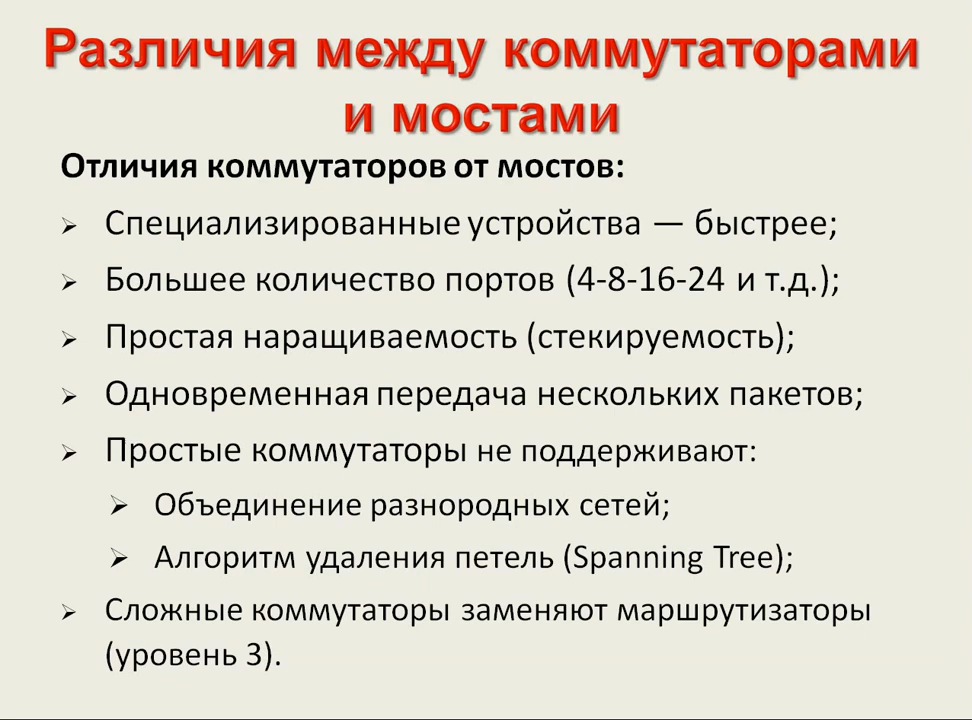 Различия между коммутаторами
и мостами
Отличия коммутаторов от мостов:
Специализированные устройства — быстрее;
Большее количество портов (4-8-16-24 и т.д.);
Простая наращиваемость (стекируемость);
Одновременная передача нескольких пакетов;
Простые коммутаторы не поддерживают:
Объединение разнородных сетей;
Алгоритм удаления петель (Spanning Tree);
Сложные коммутаторы заменяют маршрутизаторы
(уровень 3).